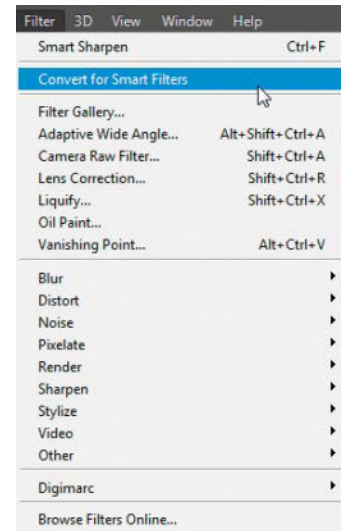 Filter 3D View Window Help
Smart Sharpen Ctrl+F
Convert for Smart Filters
Filter Gallery...
Adaptive Wide Angle... Alt+Shift+Ctrl+A
Camera Raw Filter... Shift+Ctrl+A
Lens Correction... Shift+Ctrl+R
Liquify... Shift+Ctrl+X
Oil Paint...
Vanishing Point... Alt+Ctrl+V
Blur
Distort
Noise
Pixelate
Render
Sharpen
Stylize
Video
Other
Digimarc
Browse Filters Online...